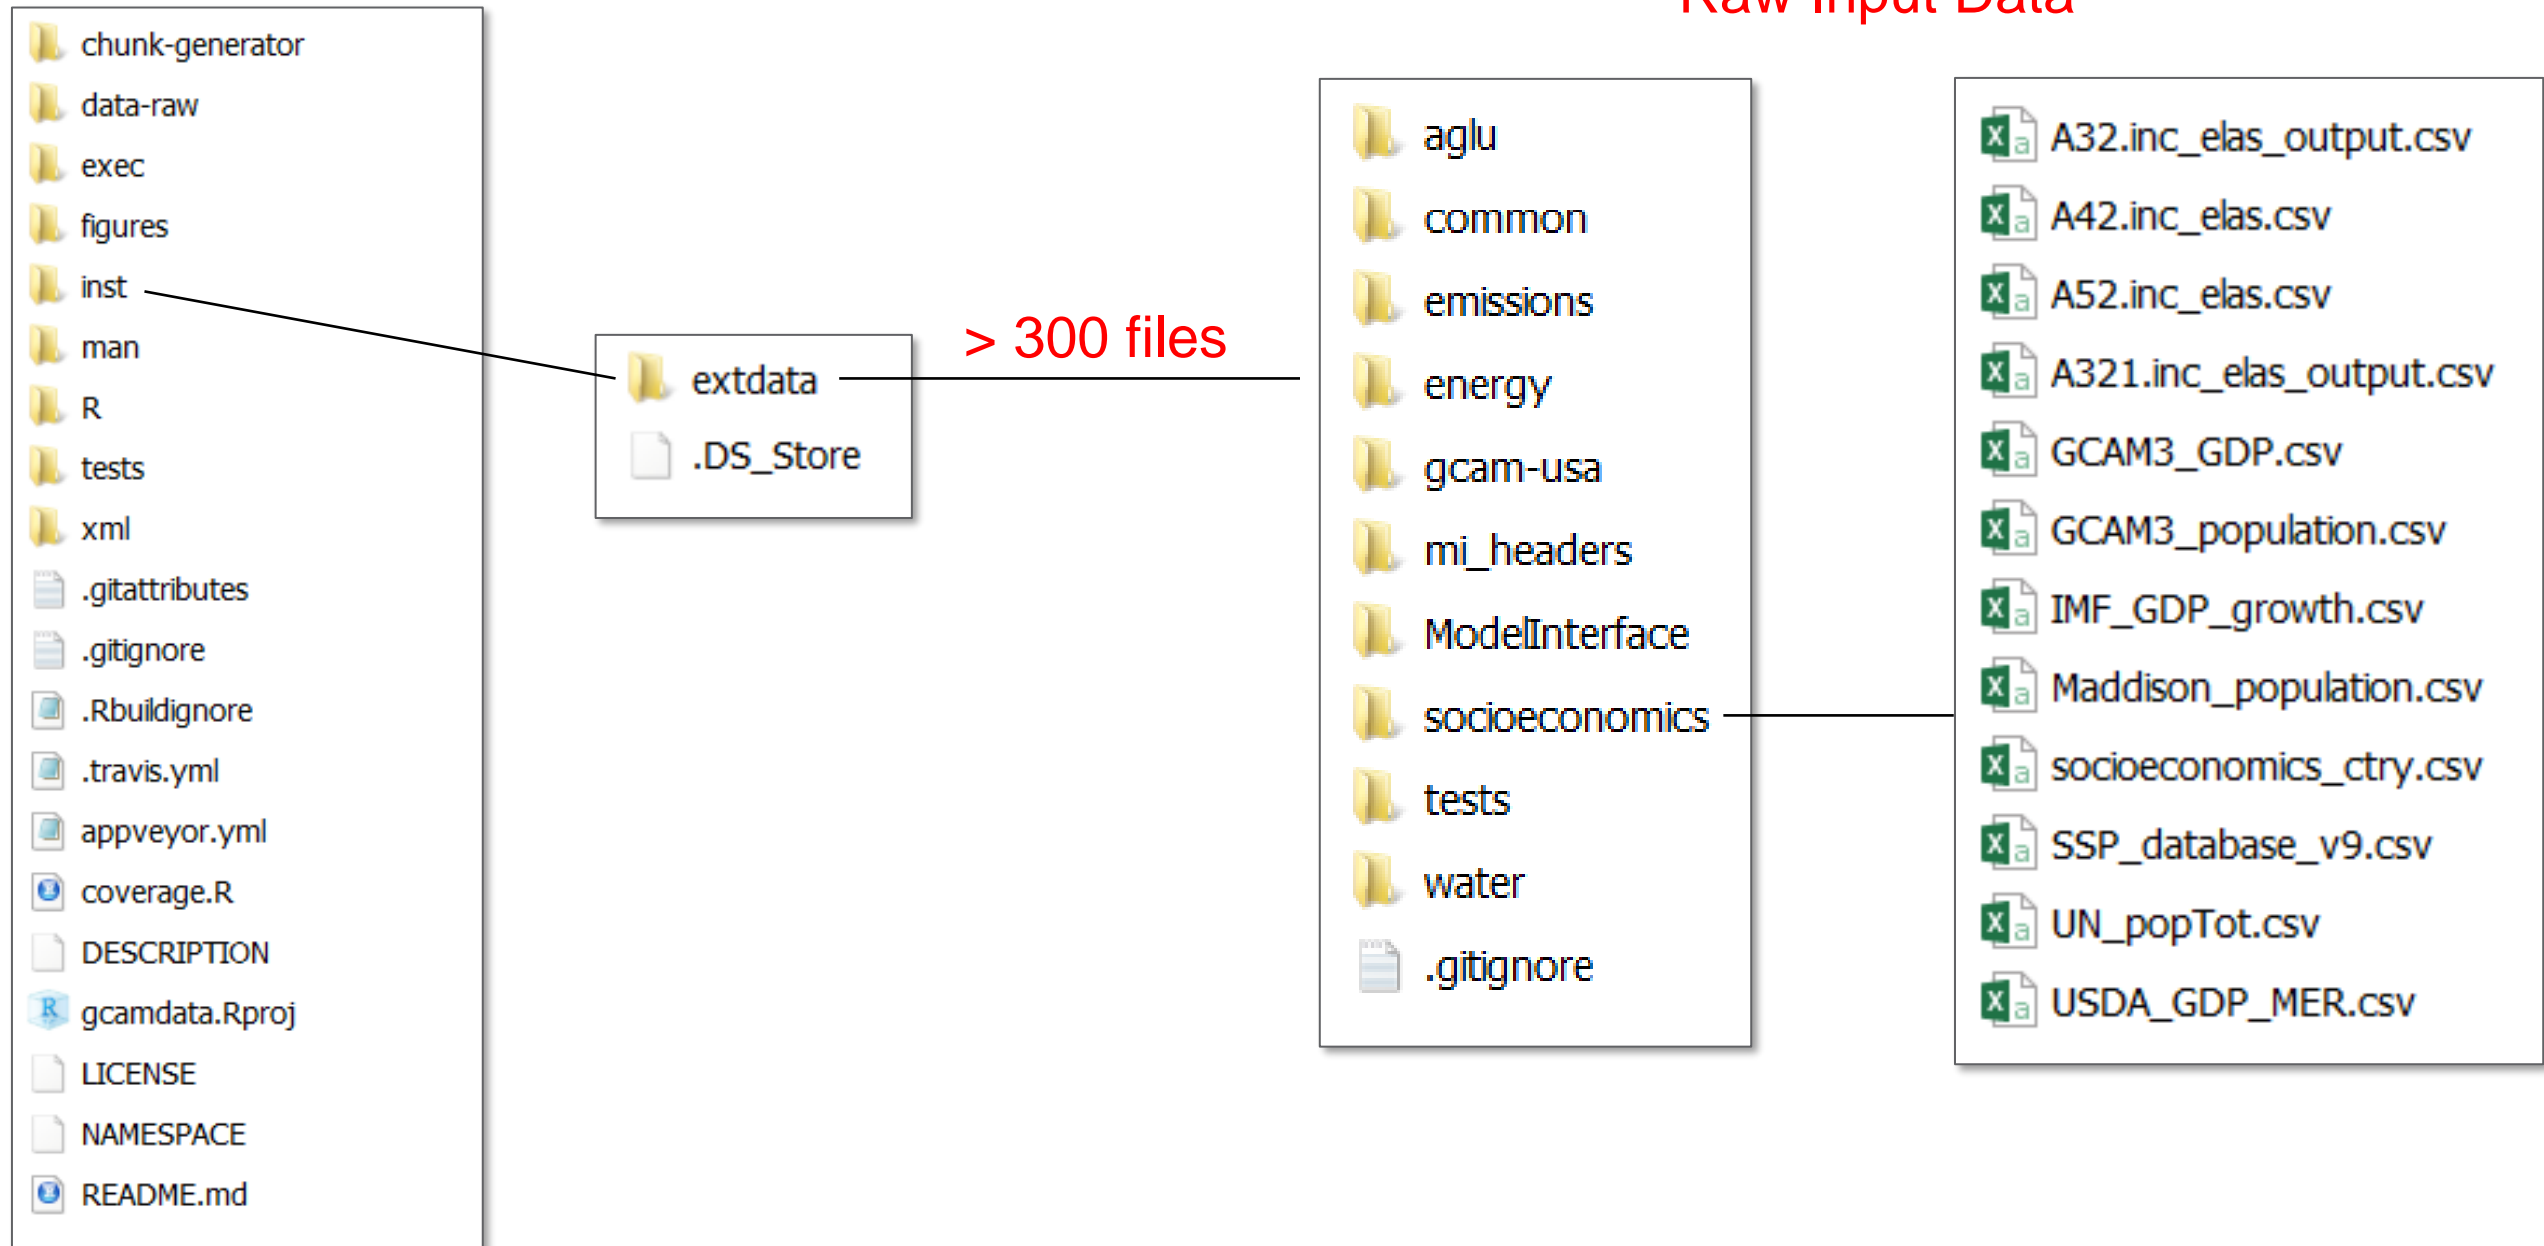 Raw Input Data
chunk-generator
data-raw
exec
figures
inst
man
R
tests
xml
.gitattributes
.gitignore
.Rbuildignore
.travis.yml
appveyor.yml
coverage.R
DESCRIPTION
gcamdata.Rproj
LICENSE
NAMESPACE
README.md
extdata
.DS_Store
> 300 files
aglu
common
emissions
energy
gcam-usa
mi_headers
ModelInterface
socioeconomics
tests
water
.gitignore
A32.inc_elas_output.csv
A42.inc_elas.csv
A52.inc_elas.csv
A321.inc_elas_output.csv
GCAM3_GDP.csv
GCAM3_population.csv
IMF_GDP_growth.csv
Maddison_population.csv
socioeconomics_ctry.csv
SSP_database_v9.csv
UN_popTot.csv
USDA_GDP_MER.csv